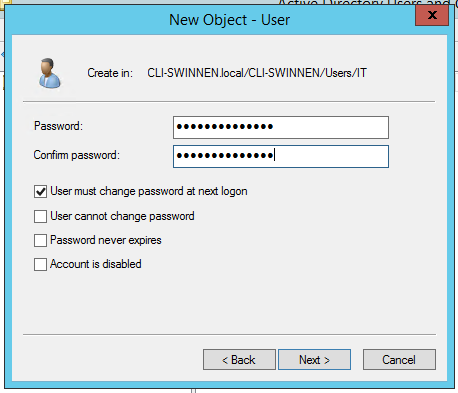 Active Directory Users and
New Object - User
x
Create in: CLI-SWINNEN.local/CLI-SWINNEN/Users/IT
Password: ●●●●●●●●●●●●●●
Confirm password: ●●●●●●●●●●●●●●
User must change password at next logon
User cannot change password
Password never expires
Account is disabled
< Back Next > Cancel